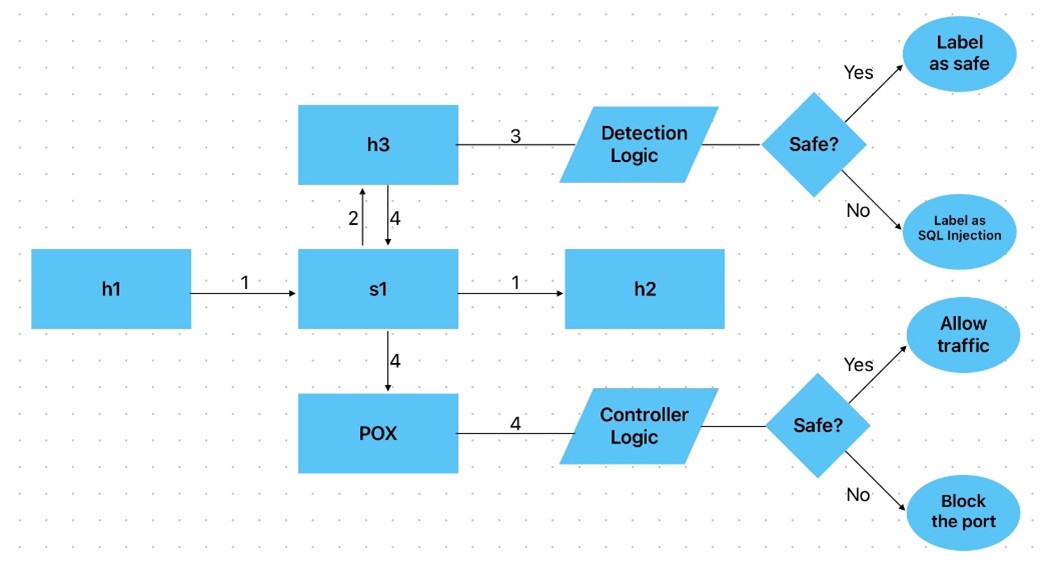 Label
as safe
Yes
h3
3
Detection
Logic
Safe?
No
Label as
SQL Injection
2
4
h1
1
s1
1
h2
Allow
traffic
Yes
4
POX
4
Controller
Logic
Safe?
No
Block
the port